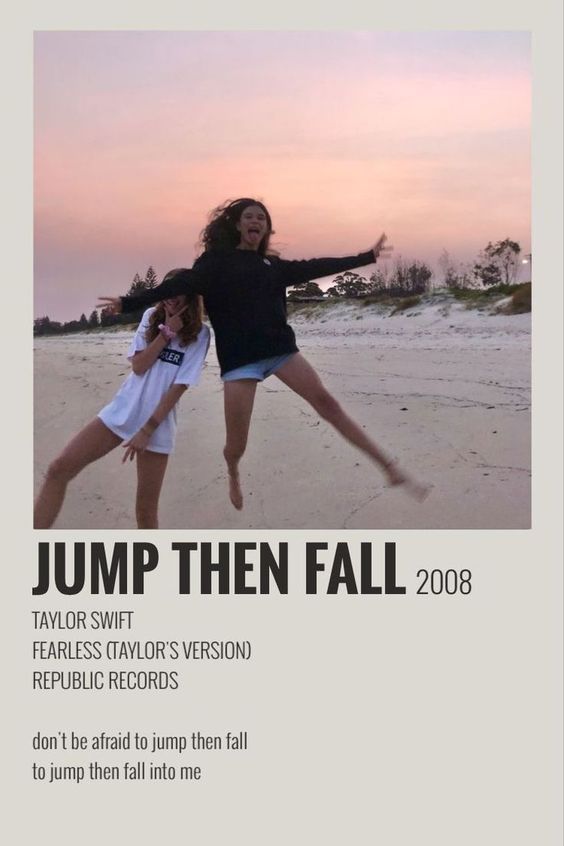 LER
JUMP THEN FALL 2008
TAYLOR SWIFT
FEARLESS (TAYLOR'S VERSION)
REPUBLIC RECORDS
don't be afraid to jump then fall
to jump then fall into me